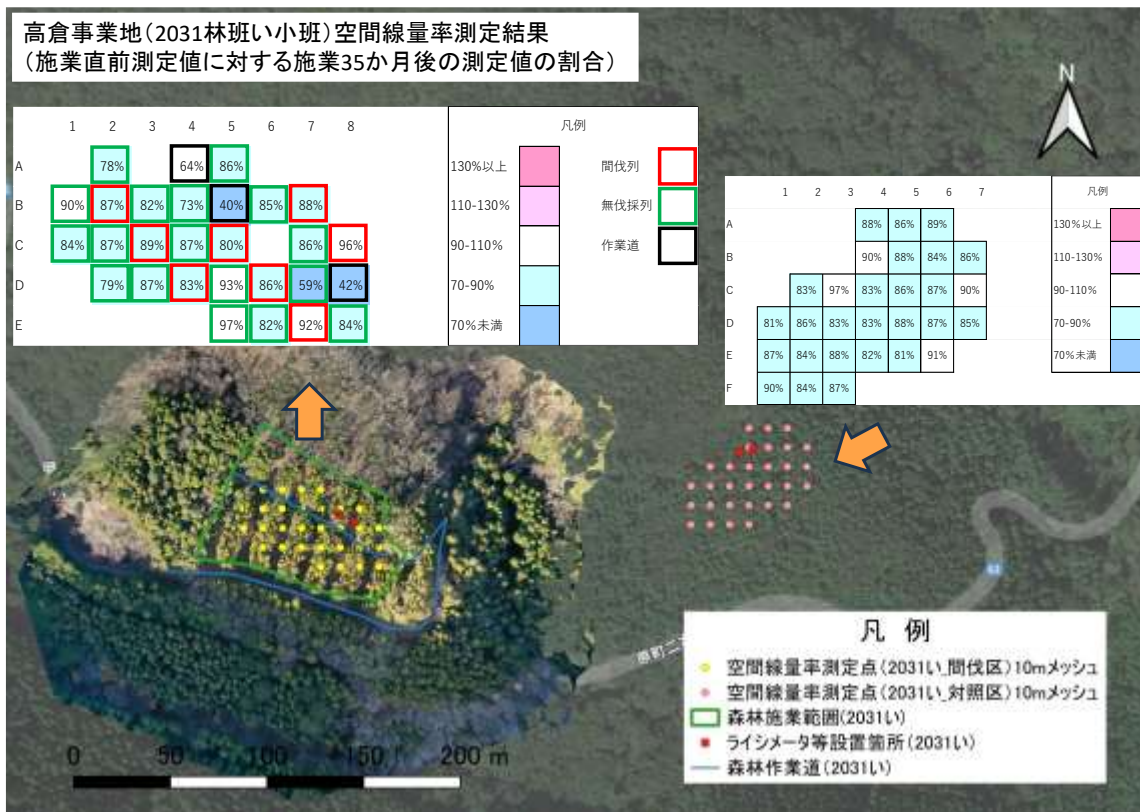 高倉事業地(2031林班い小班)空間線量率測定結果
(施業直前測定値に対する施業35か月後の測定値の割合)
1 2 3 4 5 6 7 8
A 78% 64% 86%
B 90% 87% 82% 73% 40% 85% 88%
C 84% 87% 89% 87% 80% 86% 96%
D 79% 87% 83% 93% 86% 59% 42%
E 97% 82% 92% 84%
凡例
130%以上 間伐列
110-130% 無伐採列
90-110% 作業道
70-90%
70%未満
N
1 2 3 4 5 6 7
A 88% 86% 89%
B 90% 88% 84% 86%
C 83% 97% 83% 86% 87% 90%
D 81% 86% 83% 83% 88% 87% 85%
E 87% 84% 88% 82% 81% 91%
F 90% 84% 87%
凡例
130%以上
110-130%
90-110%
70-90%
70%未満
63
原町二
凡 例
空間線量率測定点(2031い_間伐区)10mメッシュ
空間線量率測定点(2031い_対照区)10mメッシュ
森林施業範囲(2031い)
ライシメータ等設置箇所(2031い)
森林作業道(2031い)
0 50 100 150 200 m